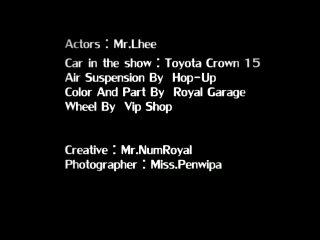 Actors : Mr.Lhee
Car in the show : Toyota Crown 15
Air Suspension By Hop-Up
Color And Part By Royal Garage
Wheel By Vip Shop
Creative : Mr.NumRoyal
Photographer : Miss.Penwipa